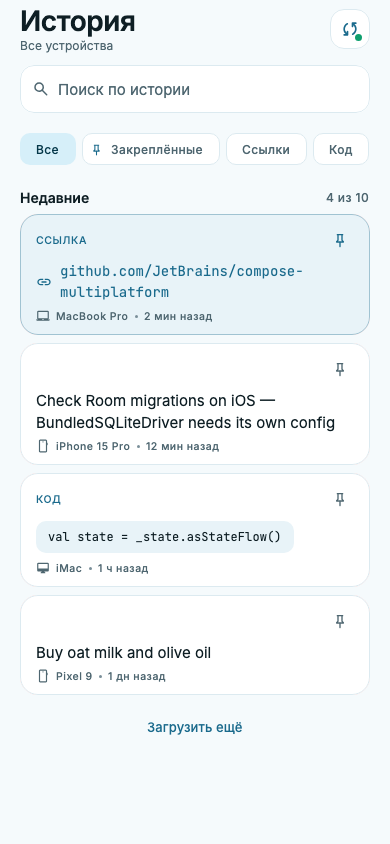 История
Все устройства
Поиск по истории
Все
Закреплённые
Ссылки
Код
Недавние
4 из 10
ССЫЛКА
github.com/JetBrains/compose-
multiplatform
MacBook Pro • 2 мин назад
Check Room migrations on iOS —
BundledSQLiteDriver needs its own config
iPhone 15 Pro • 12 мин назад
КОД
val state = _state.asStateFlow()
iMac • 1 ч назад
Buy oat milk and olive oil
Pixel 9 • 1 дн назад
Загрузить ещё